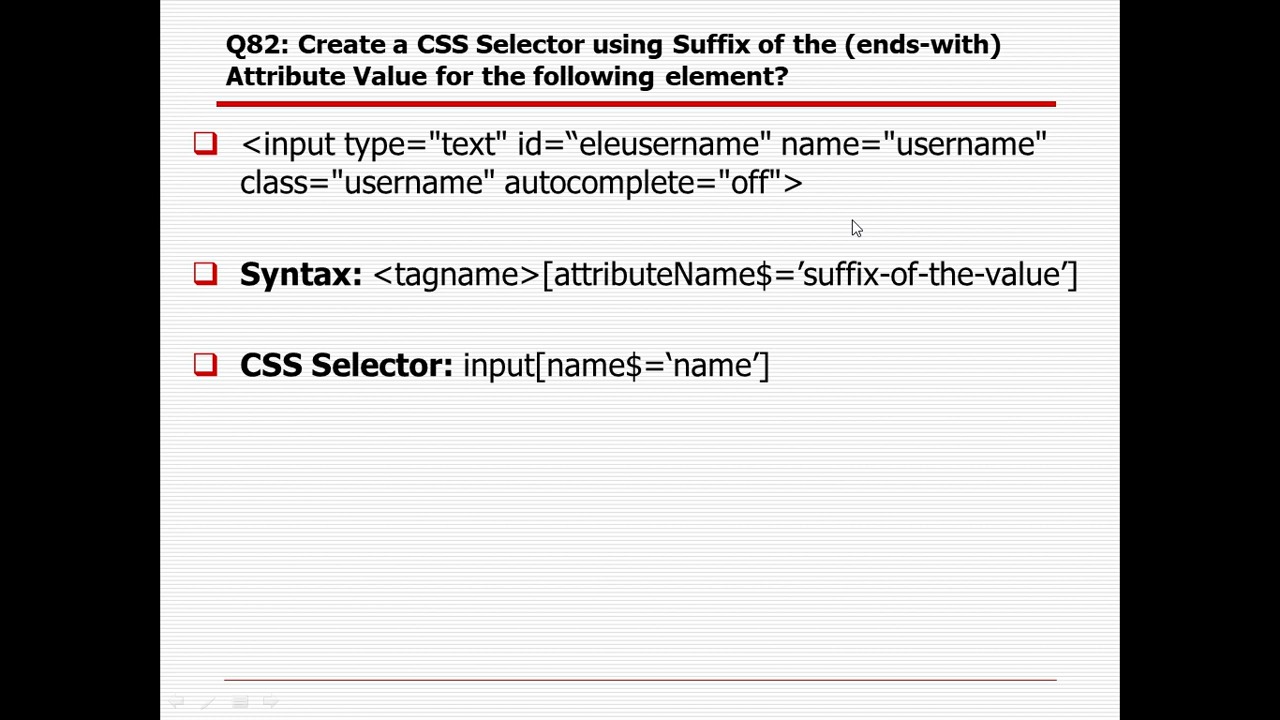 Q82: Create a CSS Selector using Suffix of the (ends-with)
Attribute Value for the following element?
<input type="text" id=“eleusername" name="username"
class="username" autocomplete="off">
Syntax: <tagname>[attributeName$=’suffix-of-the-value’]
CSS Selector: input[name$=‘name’]